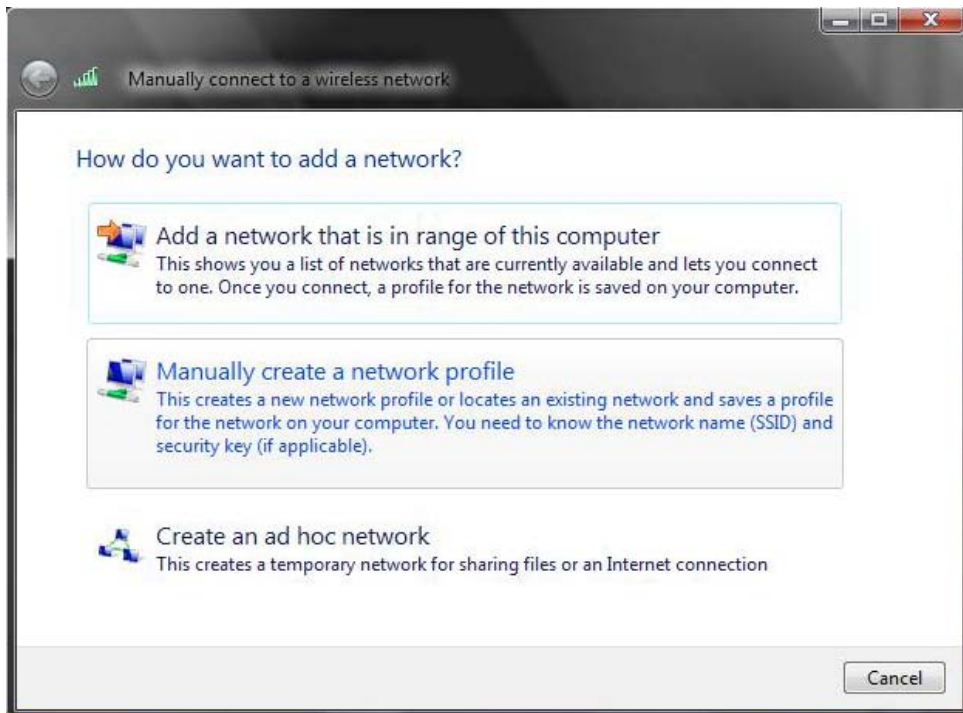 Manually connect to a wireless network
How do you want to add a network?
Add a network that is in range of this computer
This shows you a list of networks that are currently available and lets you connect
to one. Once you connect, a profile for the network is saved on your computer.
Manually create a network profile
This creates a new network profile or locates an existing network and saves a profile
for the network on your computer. You need to know the network name (SSID) and
security key (if applicable).
Create an ad hoc network
This creates a temporary network for sharing files or an Internet connection
Cancel